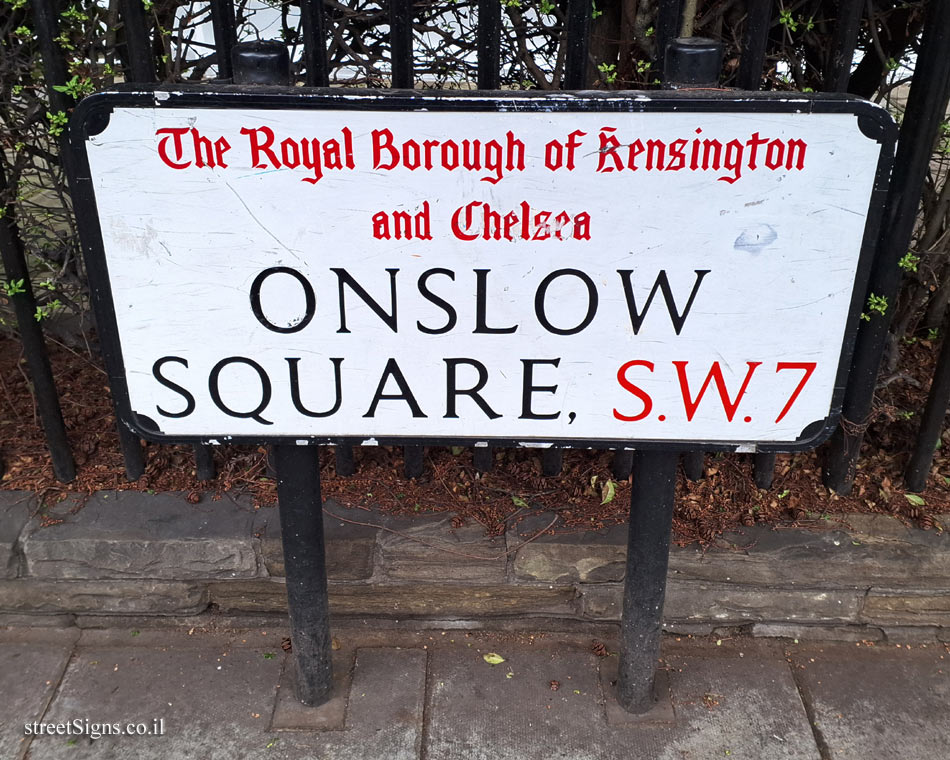 The Royal Borough of Kensington
and Chelsea
ONSLOW
SQUARE, S.W.7
streetSigns.co.il